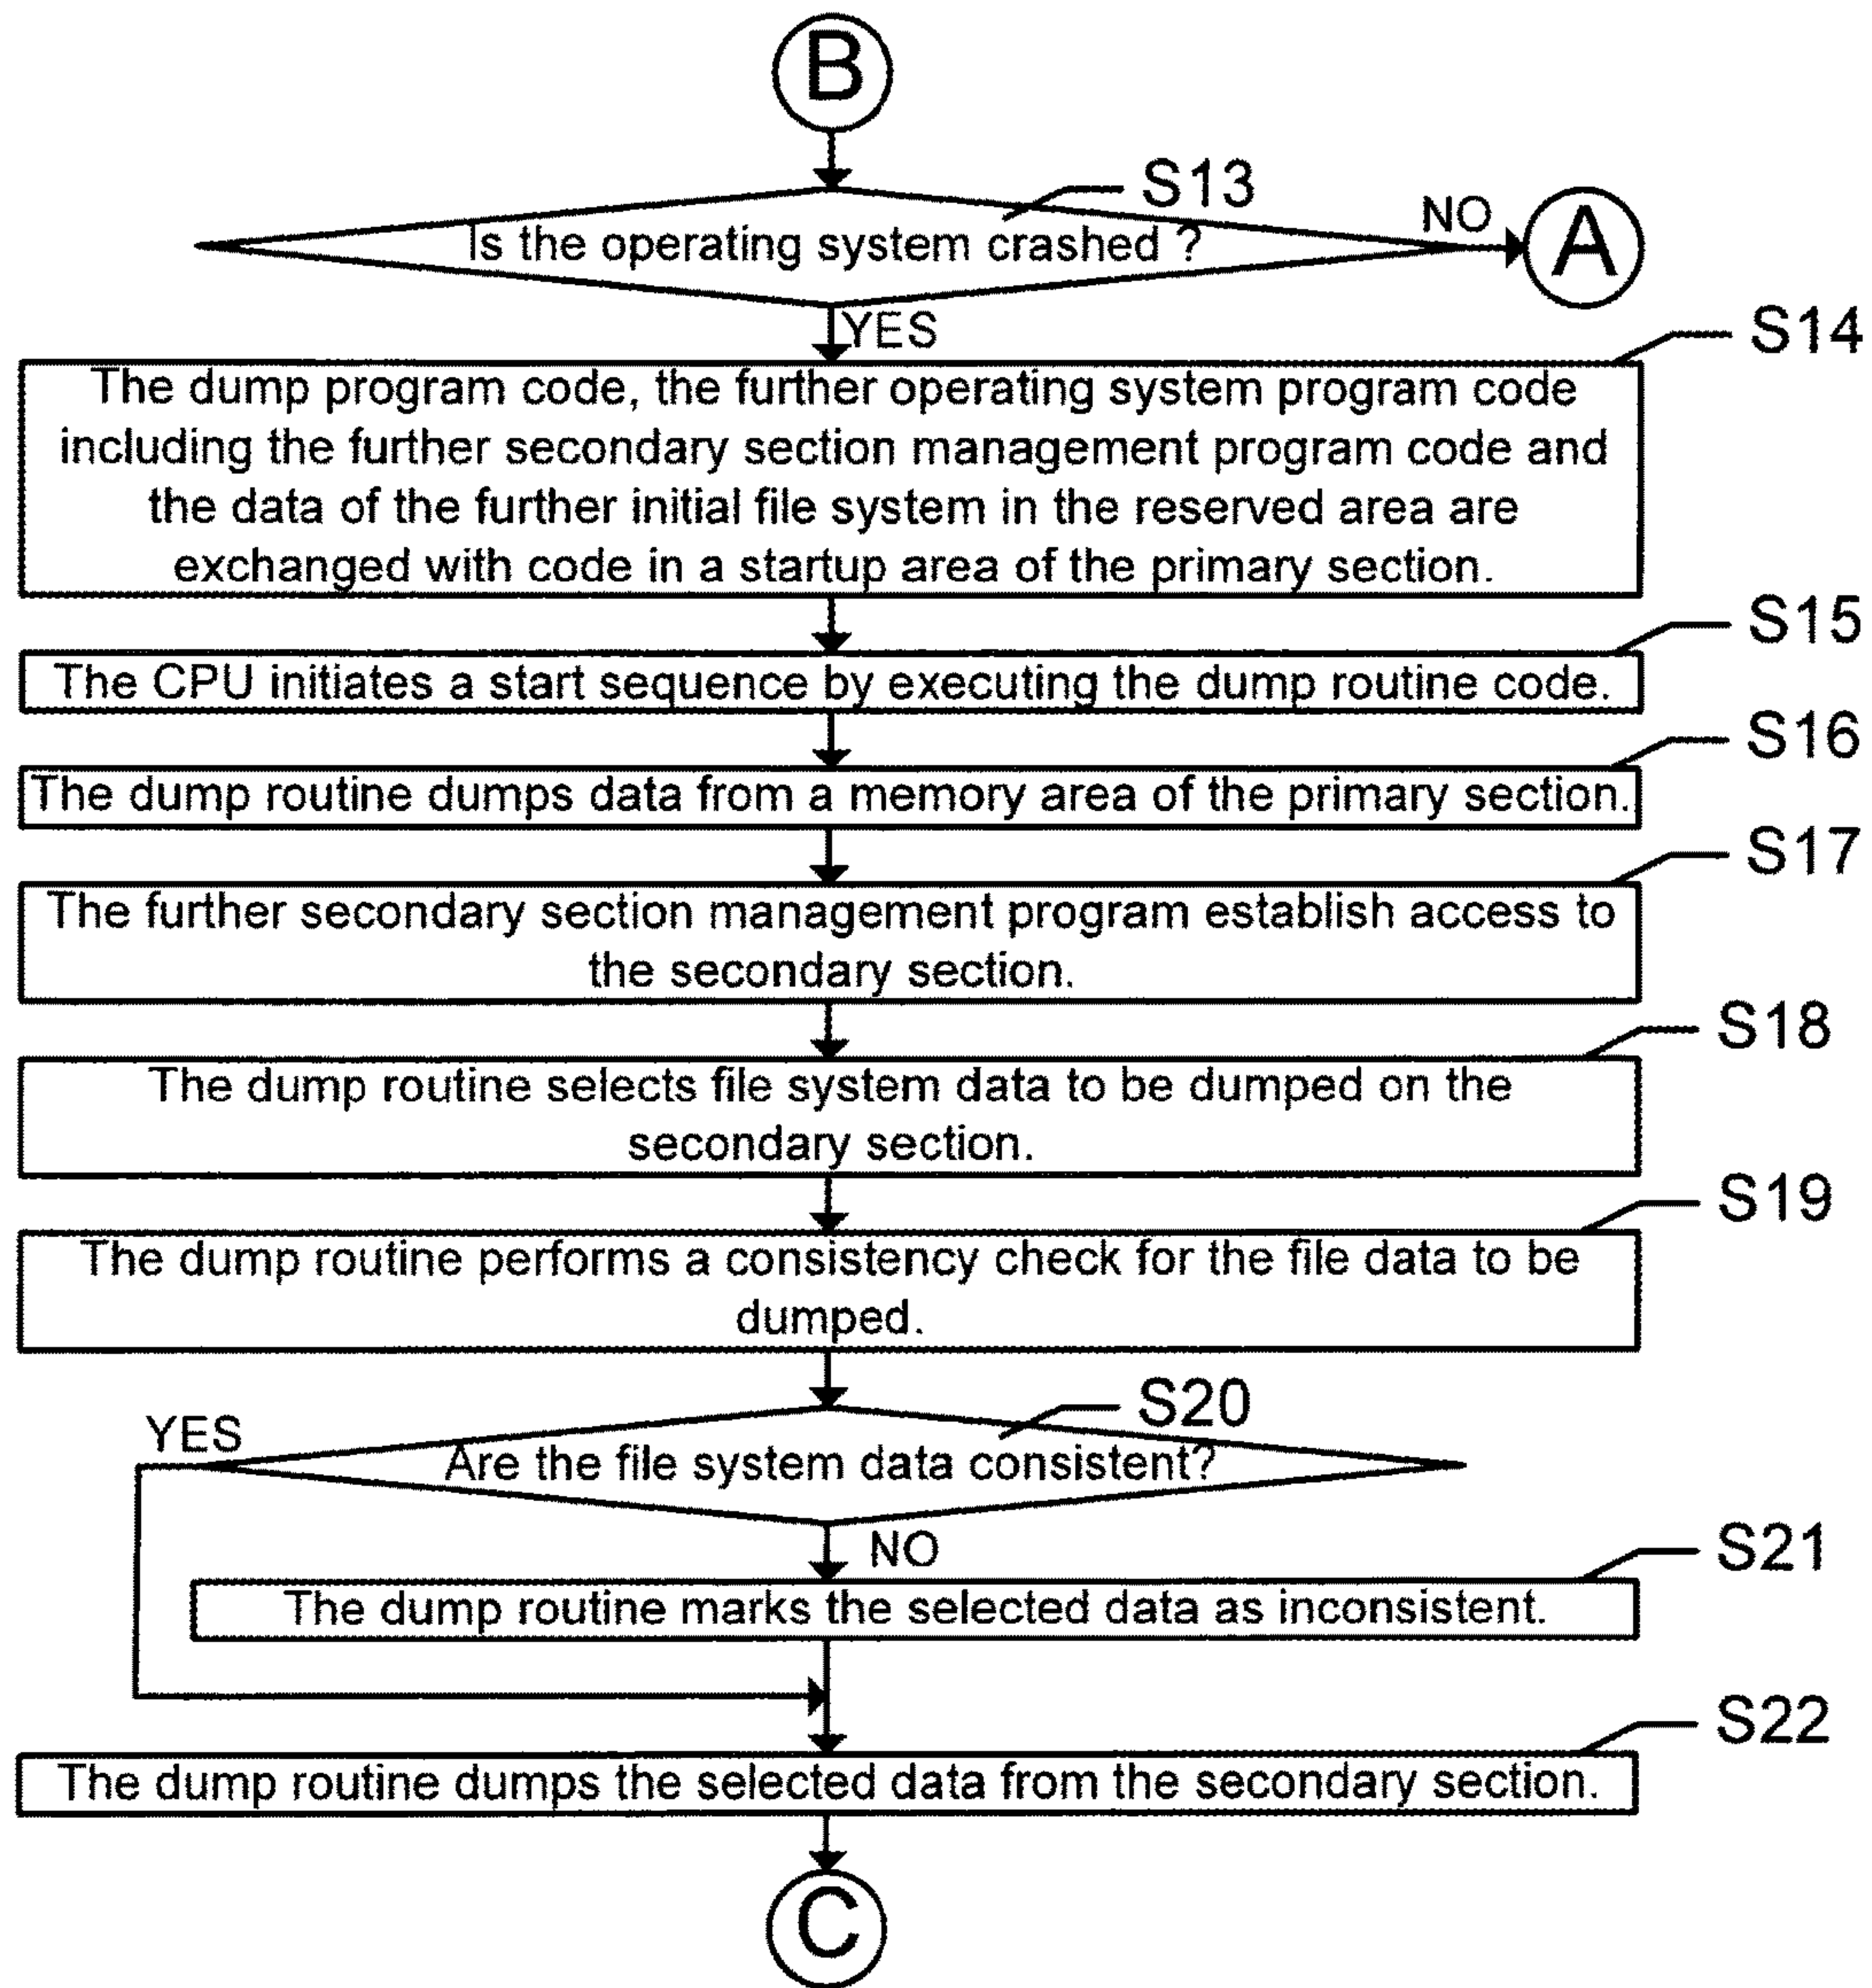 B
S13
Is the operating system crashed ?
NO
A
YES
S14
The dump program code, the further operating system program code
including the further secondary section management program code and
the data of the further initial file system in the reserved area are
exchanged with code in a startup area of the primary section.
S15
The CPU initiates a start sequence by executing the dump routine code.
S16
The dump routine dumps data from a memory area of the primary section.
S17
The further secondary section management program establish access to
the secondary section.
S18
The dump routine selects file system data to be dumped on the
secondary section.
S19
The dump routine performs a consistency check for the file data to be
dumped.
S20
YES
Are the file system data consistent?
NO
S21
The dump routine marks the selected data as inconsistent.
S22
The dump routine dumps the selected data from the secondary section.
C